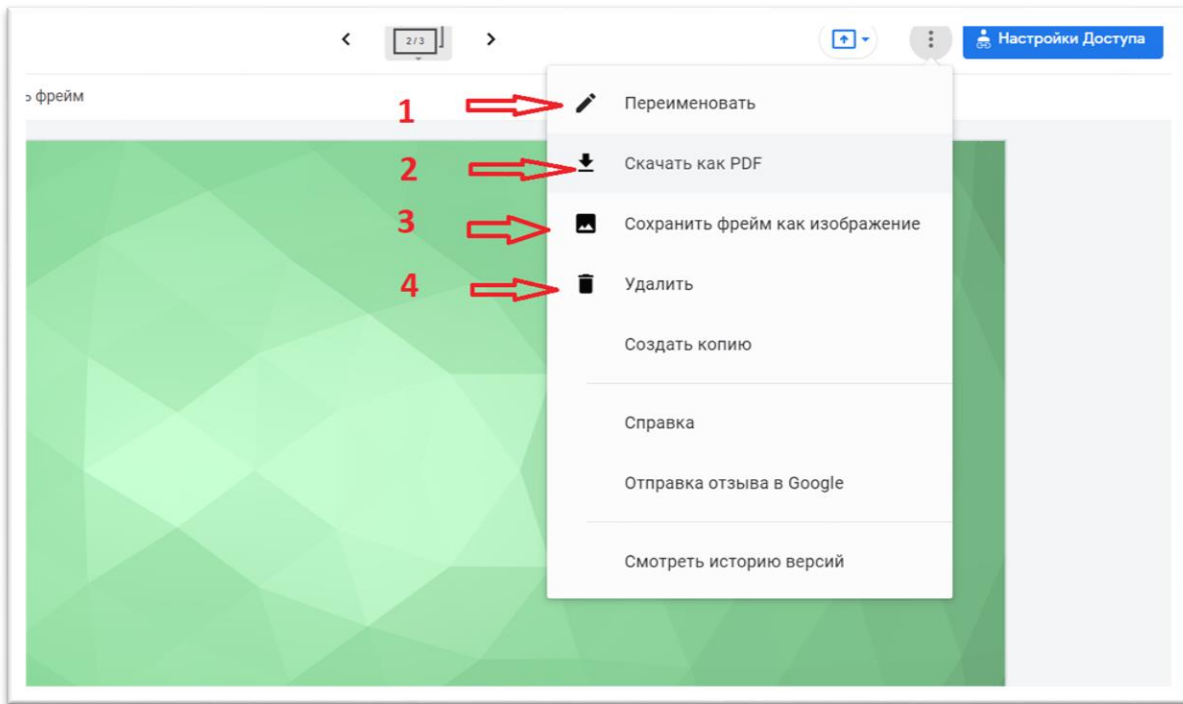 2/3
Настройки Доступа
ь фрейм
1
Переименовать
2
Скачать как PDF
3
Сохранить фрейм как изображение
4
Удалить
Создать копию
Справка
Отправка отзыва в Google
Смотреть историю версий